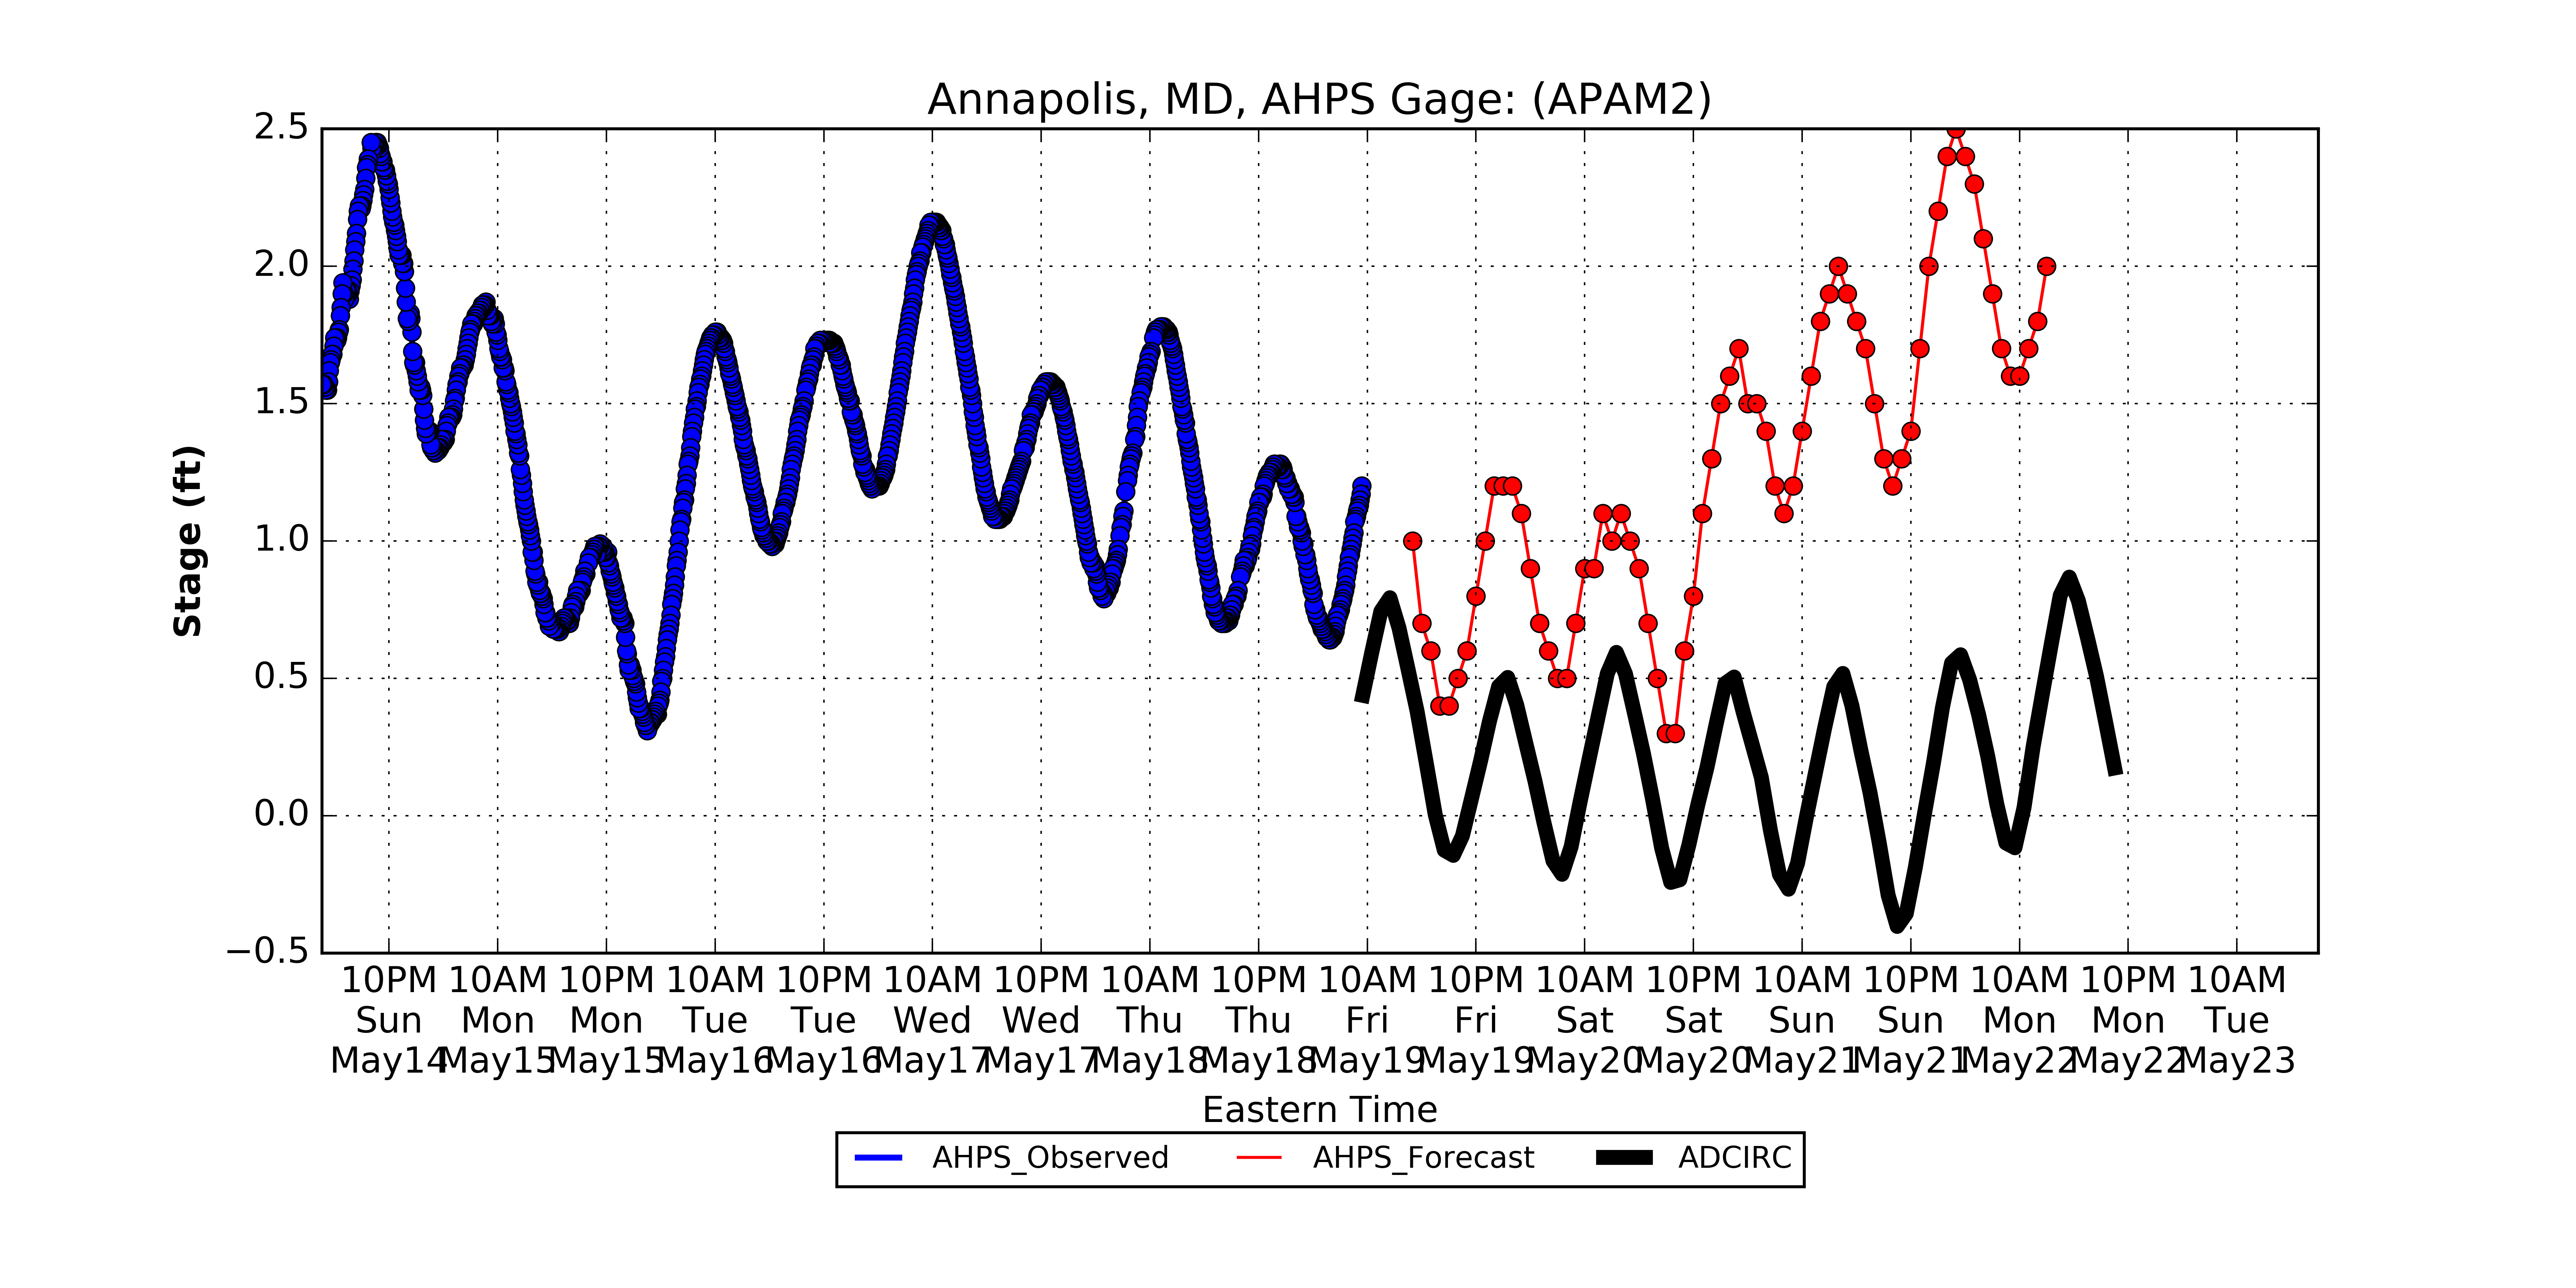 Annapolis, MD, AHPS Gage: (APAM2)
2.5
2.0
1.5
1.0
0.5
0.0
−0.5
Stage (ft)
10PM 10AM 10PM 10AM 10PM 10AM 10PM 10AM 10PM 10AM 10PM 10AM 10PM 10AM 10PM 10AM 10PM 10AM
Sun Mon Mon Tue Tue Wed Wed Thu Thu Fri Fri Sat Sat Sun Sun Mon Mon Tue
May14 May15 May15 May16 May16 May17 May17 May18 May18 May19 May19 May20 May20 May21 May21 May22 May22 May23
Eastern Time
AHPS_Observed AHPS_Forecast ADCIRC